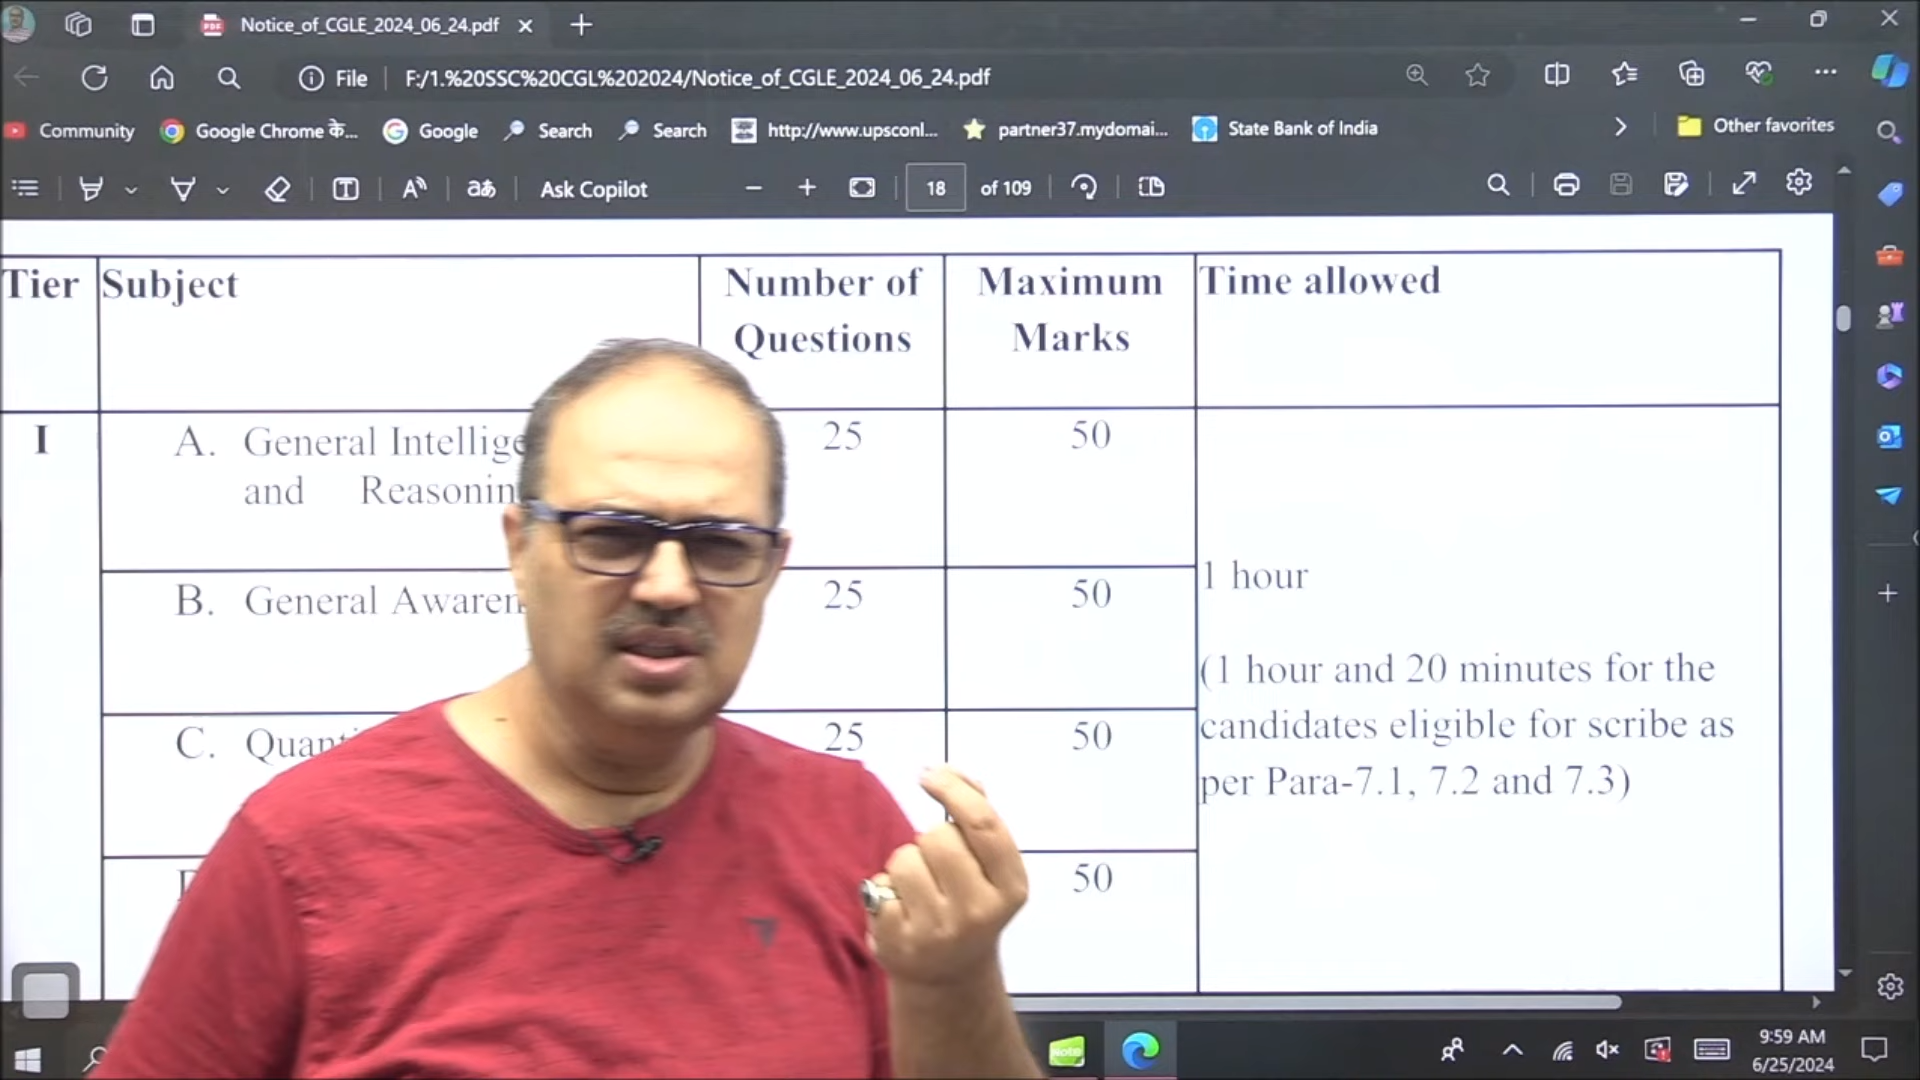 Notice_of_CGLE_2024_06_24.pdf
File F:/1.%20SSC%20CGL%202024/Notice_of_CGLE_2024_06_24.pdf
Community Google Chrome के... Google Search Search http://www.upsconl... partner37.mydomai... State Bank of India Other favorites
Ask Copilot 18 of 109
Tier Subject Number of Maximum Time allowed
Questions Marks
I A. General 25 50
and
B. General 25 50
1 hour
(1 hour and 20 minutes for the
C. 25 50 candidates eligible for scribe as
per Para-7.1, 7.2 and 7.3)
50
Note
9:59 AM
6/25/2024